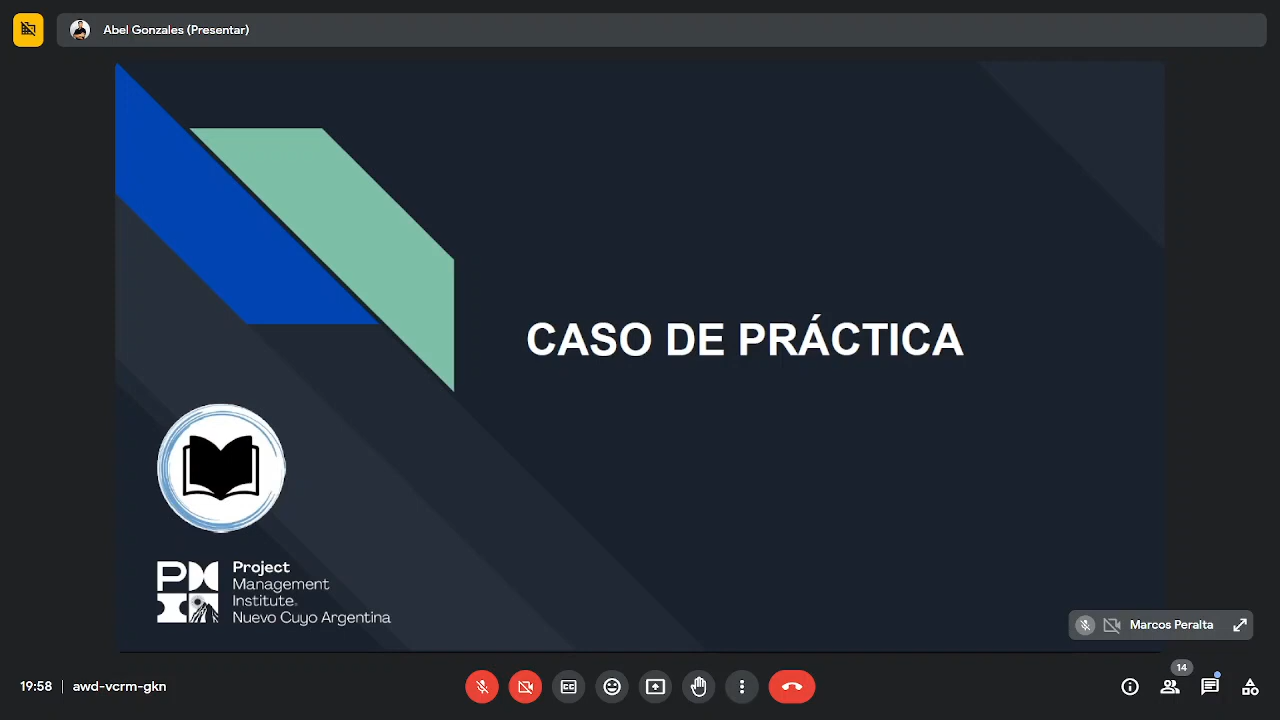 Abel Gonzales (Presentar)
CASO DE PRÁCTICA
Project
Management
Institute.
Nuevo Cuyo Argentina
Marcos Peralta
14
19:58 | awd-vcrm-gkn